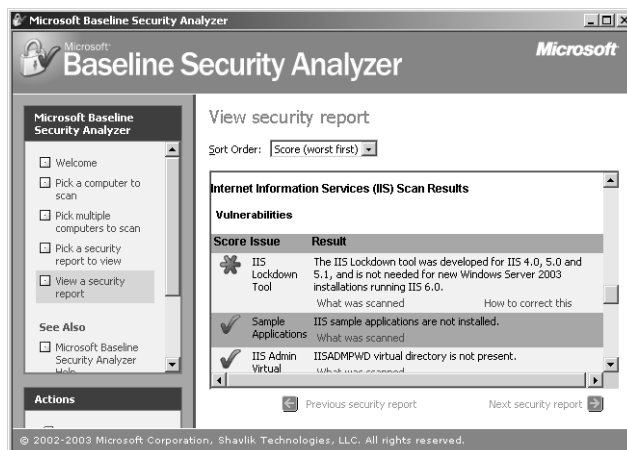 Microsoft Baseline Security Analyzer
Microsoft
Baseline Security Analyzer
Microsoft
Microsoft Baseline
Security Analyzer
Welcome
Pick a computer to
scan
Pick multiple
computers to scan
Pick a security
report to view
View a security
report
See Also
Microsoft Baseline
Security Analyzer
Help
Actions
View security report
Sort Order: Score (worst first)
Internet Information Services (IIS) Scan Results
Vulnerabilities
Score Issue Result
IIS
Lockdown
Tool
The IIS Lockdown tool was developed for IIS 4.0, 5.0 and
5.1, and is not needed for new Windows Server 2003
installations running IIS 6.0.
What was scanned How to correct this
Sample
Applications
IIS sample applications are not installed.
What was scanned
IIS Admin
Virtual
IISADMPWD virtual directory is not present.
What was scanned
Previous security report Next security report
© 2002-2003 Microsoft Corporation, Shavlik Technologies, LLC. All rights reserved.